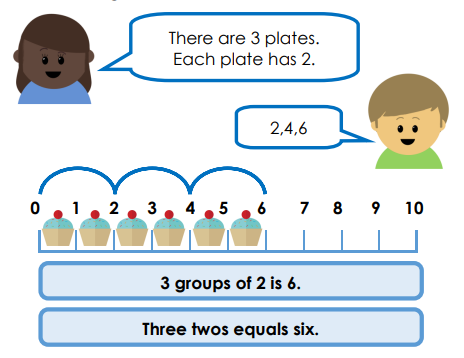 There are 3 plates.
Each plate has 2.
2,4,6
0 1 2 3 4 5 6 7 8 9 10
3 groups of 2 is 6.
Three twos equals six.